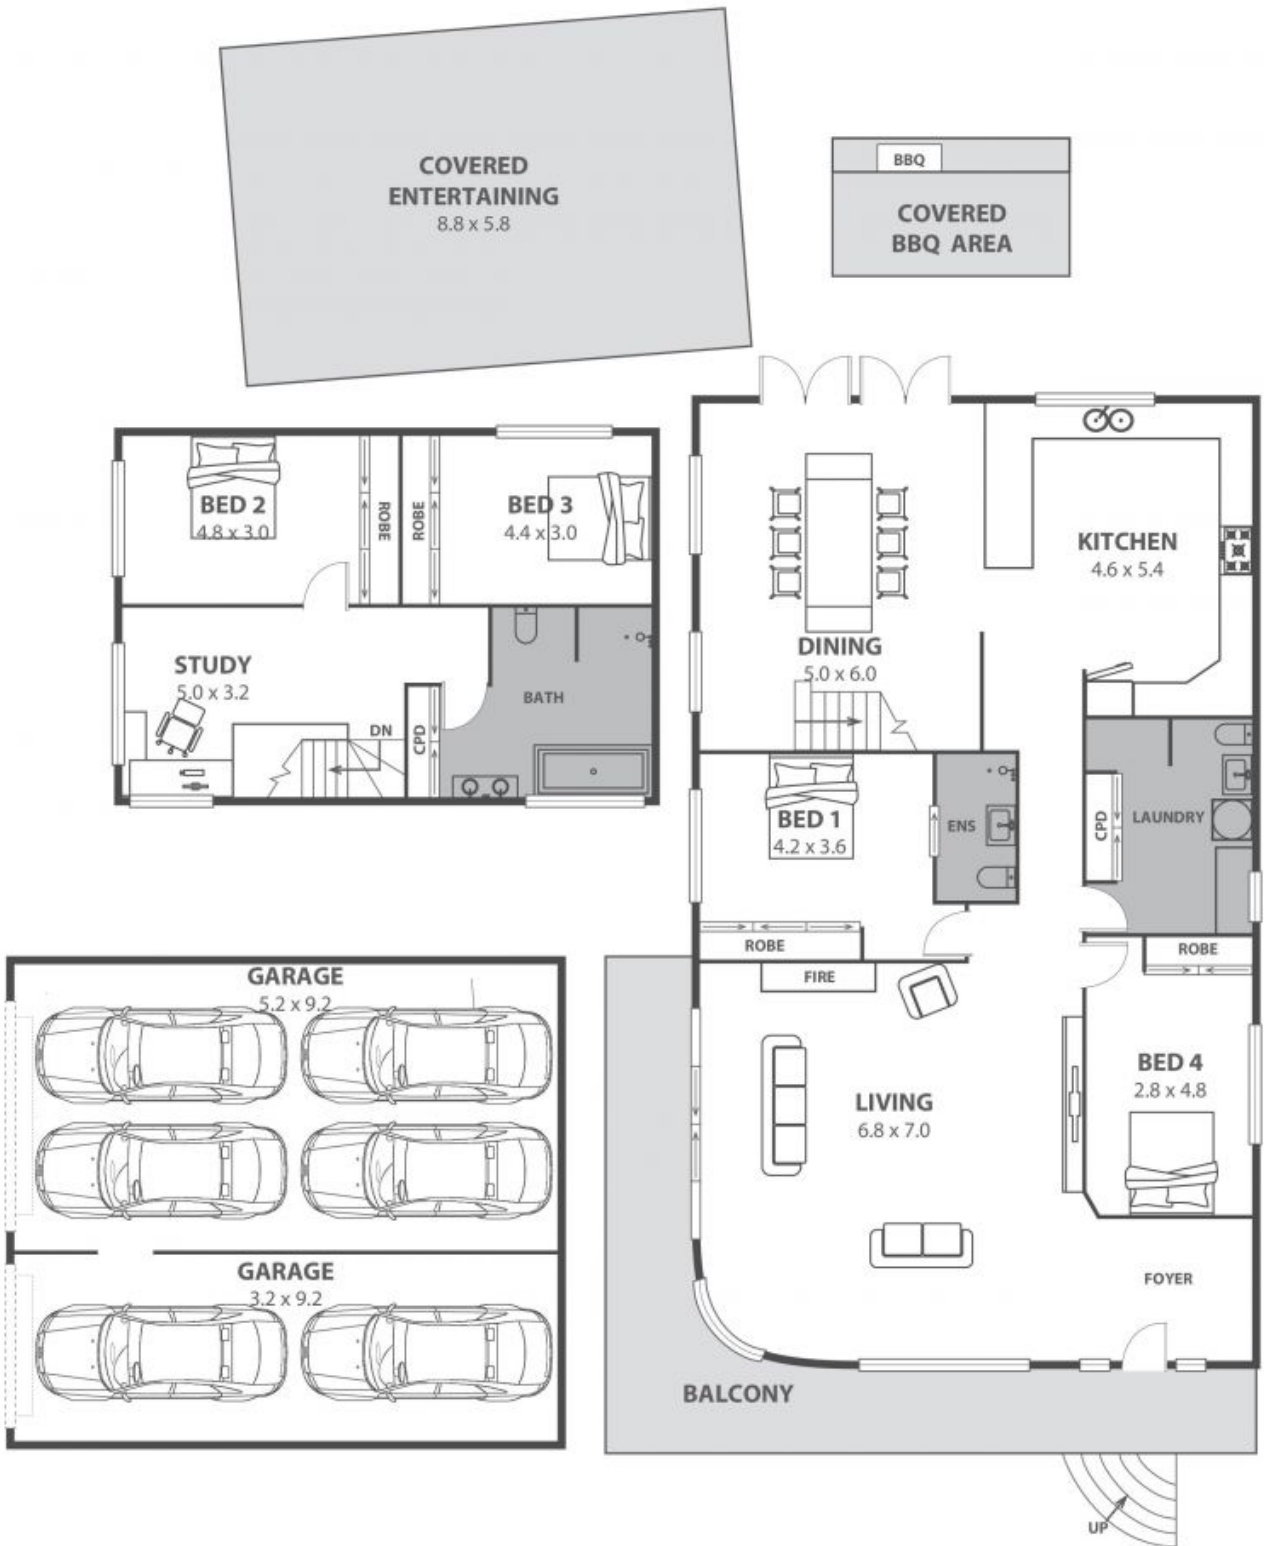 COVERED
ENTERTAINING
8.8 x 5.8
BBQ
COVERED
BBQ AREA
BED 2
4.8 x 3.0
ROBE
ROBE
BED 3
4.4 x 3.0
STUDY
5.0 x 3.2
DN
CPD
BATH
KITCHEN
4.6 x 5.4
DINING
5.0 x 6.0
BED 1
4.2 x 3.6
ENS
CPD
LAUNDRY
ROBE
ROBE
FIRE
BED 4
2.8 x 4.8
LIVING
6.8 x 7.0
FOYER
GARAGE
5.2 x 9.2
GARAGE
3.2 x 9.2
BALCONY
UP